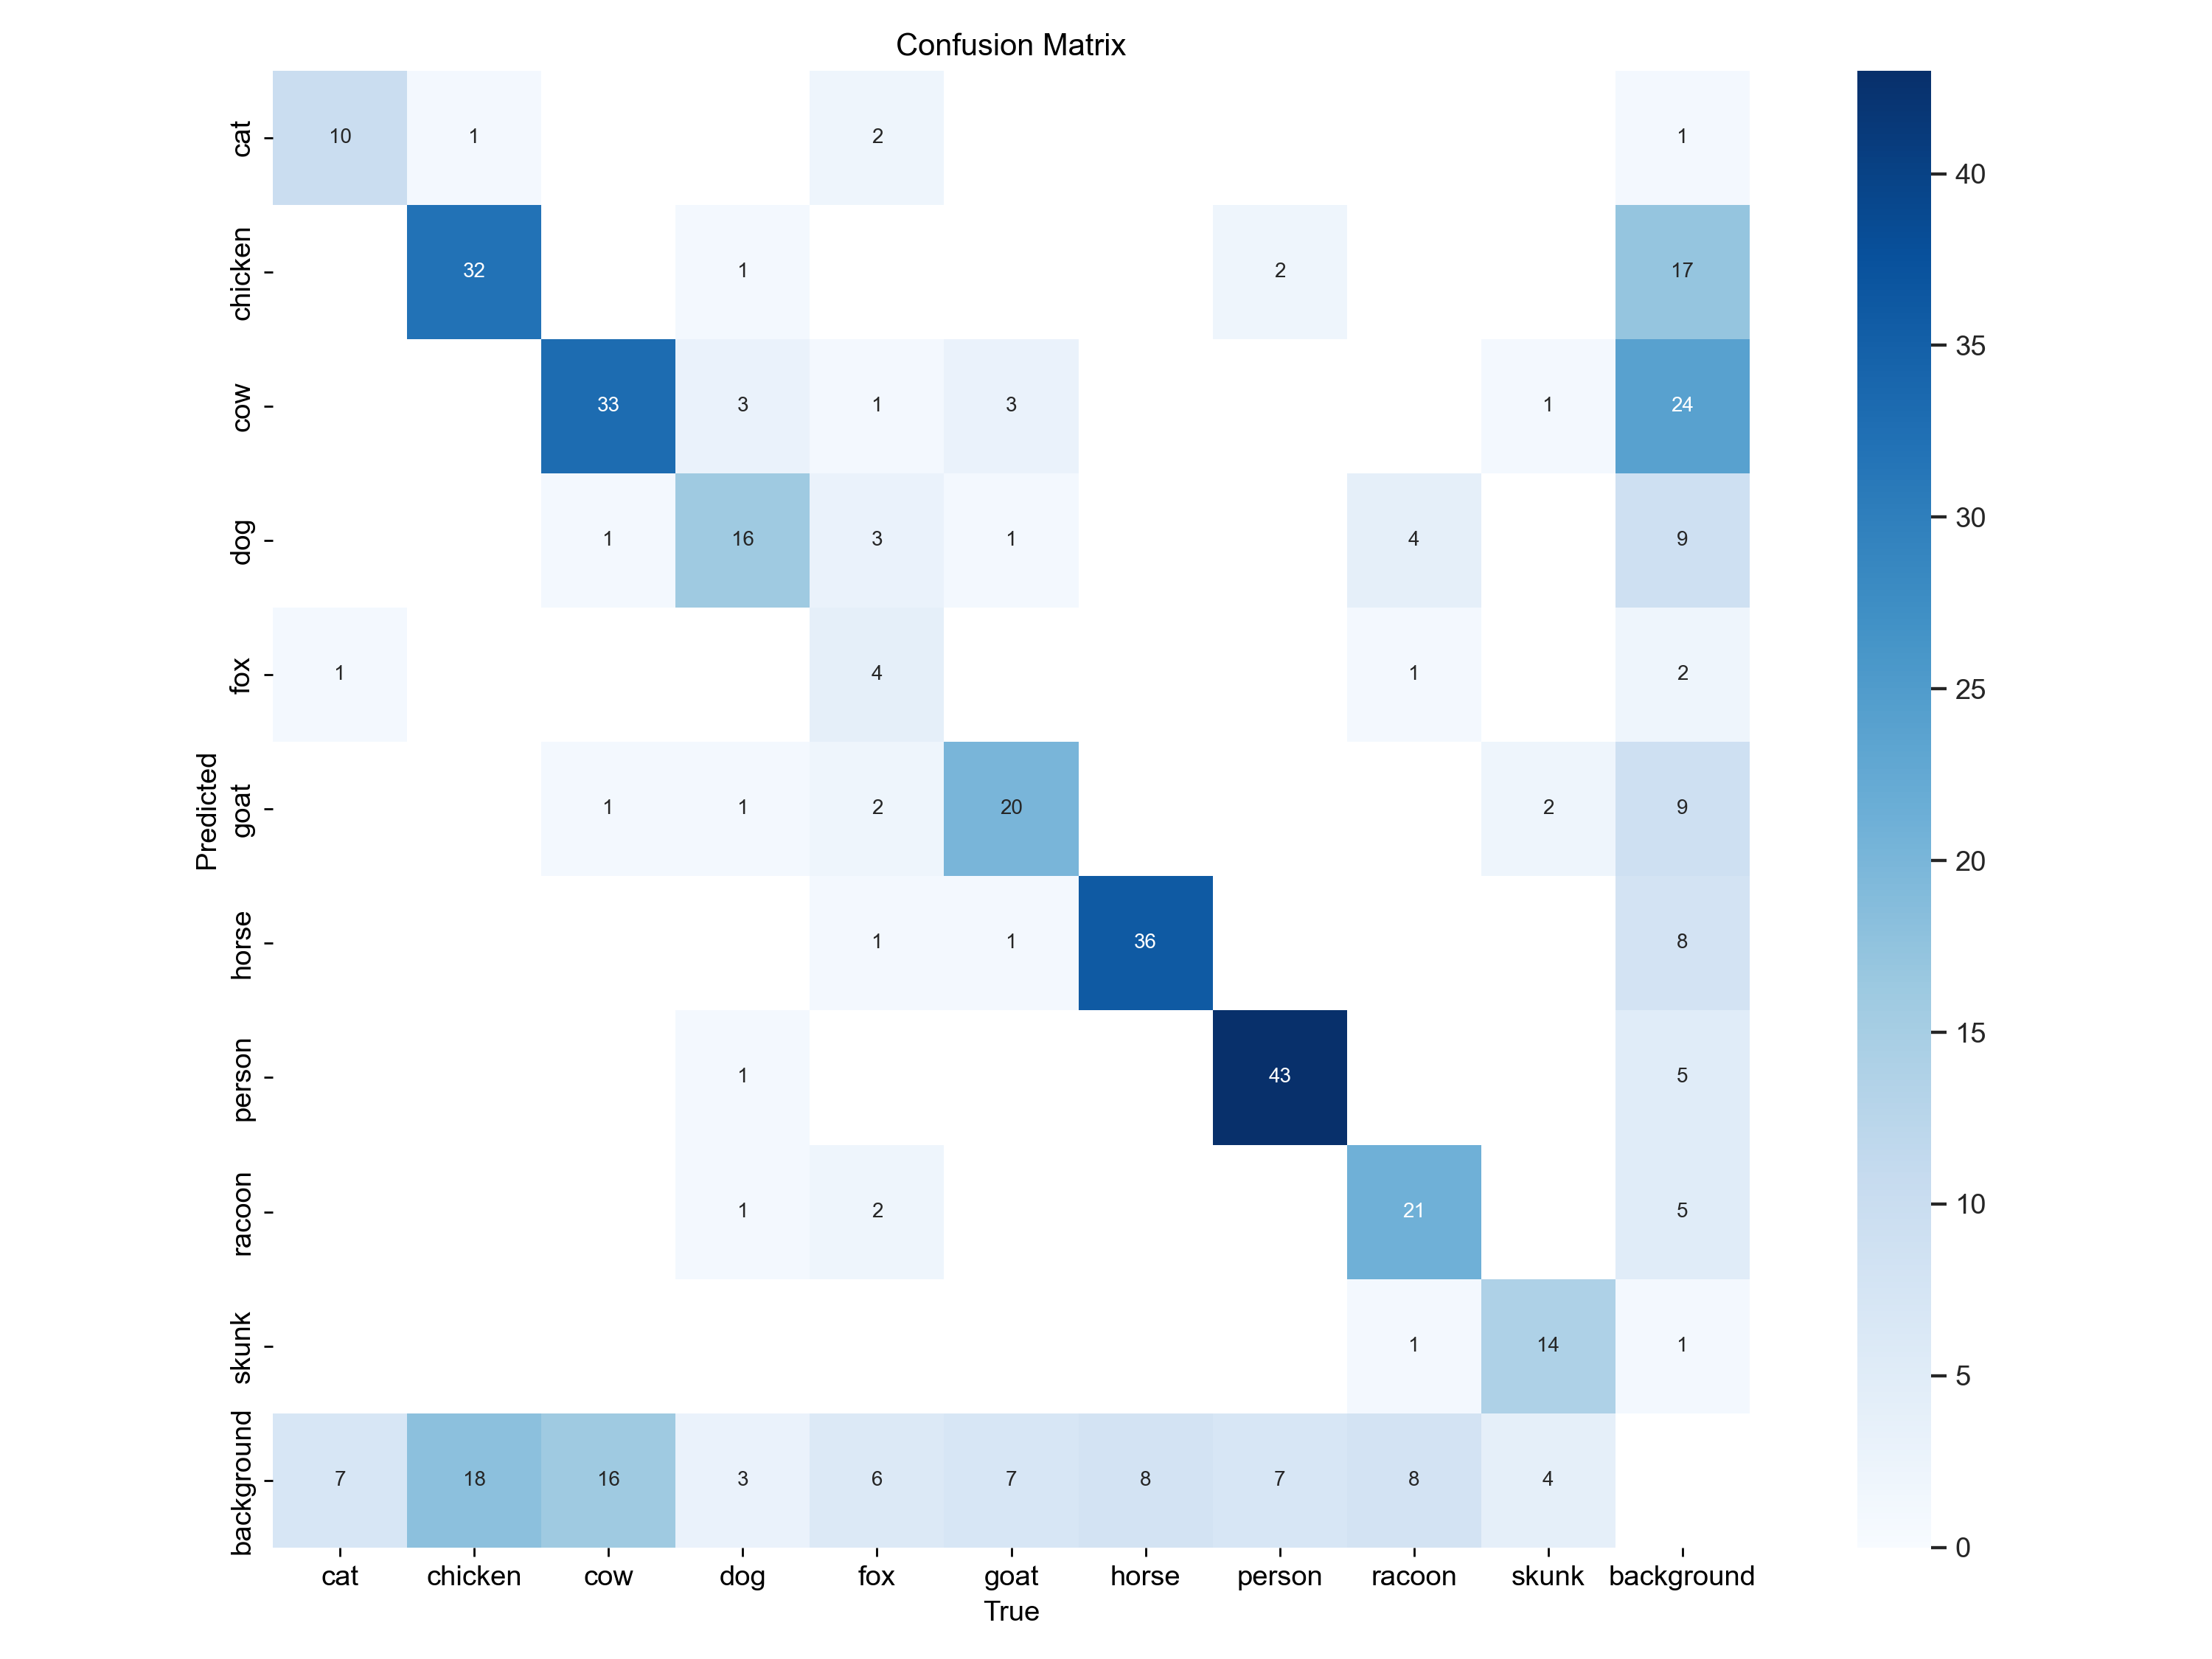 Confusion Matrix
Predicted
cat 10 1 2 1
chicken 32 1 2 17
cow 33 3 1 3 1 24
dog 1 16 3 1 4 9
fox 1 4 1 2
goat 1 1 2 20 2 9
horse 1 1 36 8
person 1 43 5
racoon 1 2 21 5
skunk 1 14 1
background 7 18 16 3 6 7 8 7 8 4
cat chicken cow dog fox goat horse person racoon skunk background
True
40
35
30
25
20
15
10
5
0